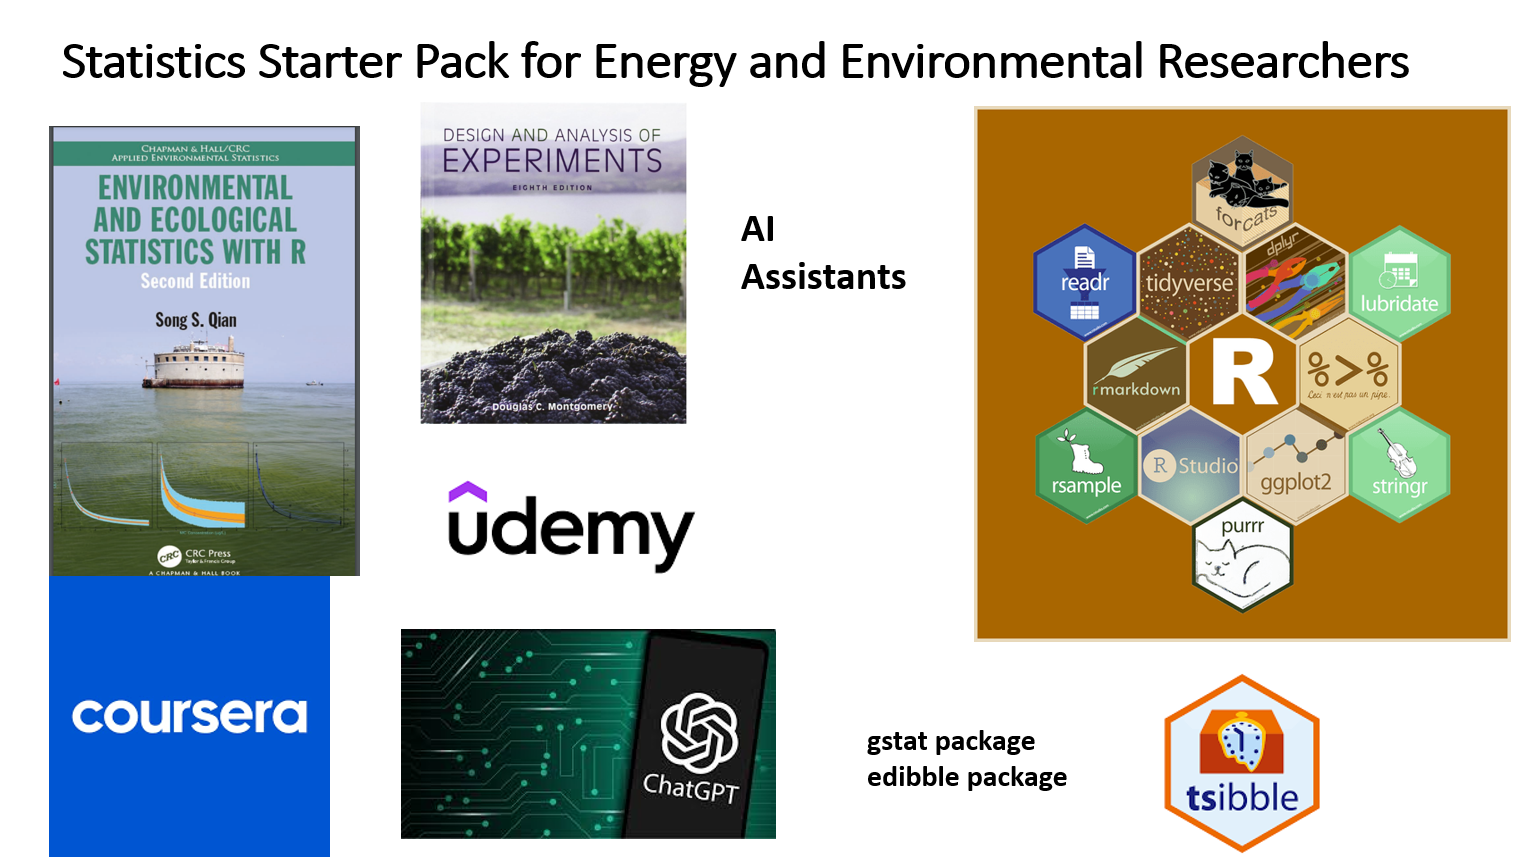 Statistics Starter Pack for Energy and Environmental Researchers
CHAPMAN & HALL/CRC
APPLIED ENVIRONMENTAL STATISTICS
ENVIRONMENTAL
AND ECOLOGICAL
STATISTICS WITH R
Second Edition
Song S. Qian
CRC
CRC Press
Taylor & Francis Group
A CHAPMAN & HALL BOOK
DESIGN AND ANALYSIS OF
EXPERIMENTS
EIGHTH EDITION
Douglas C. Montgomery
AI
Assistants
forcats
readr
tidyverse
dplyr
lubridate
rmarkdown
R
%>%
Ceci n'est pas un pipe.
rsample
R Studio
ggplot2
stringr
purrr
udemy
coursera
ChatGPT
gstat package
edibble package
tsibble